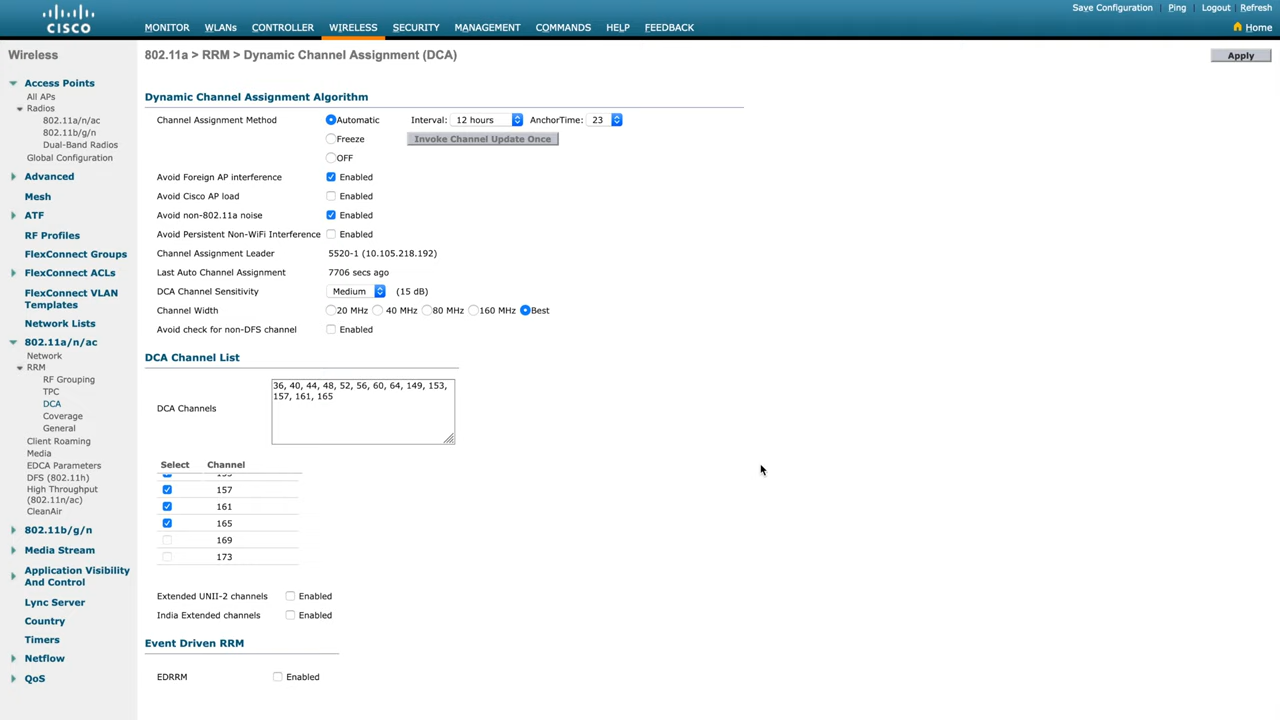 Save Configuration | Ping | Logout | Refresh
CISCO
MONITOR WLANs CONTROLLER WIRELESS SECURITY MANAGEMENT COMMANDS HELP FEEDBACK
Home
Wireless
Access Points
All APs
Radios
802.11a/n/ac
802.11b/g/n
Dual-Band Radios
Global Configuration
Advanced
Mesh
ATF
RF Profiles
FlexConnect Groups
FlexConnect ACLs
FlexConnect VLAN
Templates
Network Lists
802.11a/n/ac
Network
RRM
RF Grouping
TPC
DCA
Coverage
General
Client Roaming
Media
EDCA Parameters
DFS (802.11h)
High Throughput
(802.11n/ac)
CleanAir
802.11b/g/n
Media Stream
Application Visibility
And Control
Lync Server
Country
Timers
Netflow
QoS
802.11a > RRM > Dynamic Channel Assignment (DCA)
Apply
Dynamic Channel Assignment Algorithm
Channel Assignment Method Automatic Interval: 12 hours AnchorTime: 23
Freeze Invoke Channel Update Once
OFF
Avoid Foreign AP interference Enabled
Avoid Cisco AP load Enabled
Avoid non-802.11a noise Enabled
Avoid Persistent Non-WiFi Interference Enabled
Channel Assignment Leader 5520-1 (10.105.218.192)
Last Auto Channel Assignment 7706 secs ago
DCA Channel Sensitivity Medium (15 dB)
Channel Width 20 MHz 40 MHz 80 MHz 160 MHz Best
Avoid check for non-DFS channel Enabled
DCA Channel List
DCA Channels
36, 40, 44, 48, 52, 56, 60, 64, 149, 153,
157, 161, 165
Select Channel
157
161
165
169
173
Extended UNII-2 channels Enabled
India Extended channels Enabled
Event Driven RRM
EDRRM Enabled